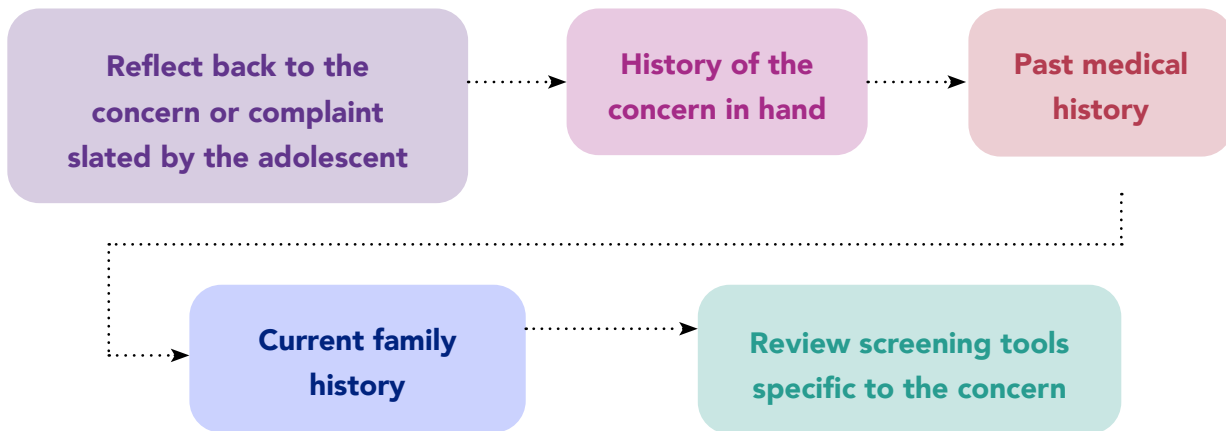 Reflect back to the
concern or complaint
slated by the adolescent
History of the
concern in hand
Past medical
history
Current family
history
Review screening tools
specific to the concern